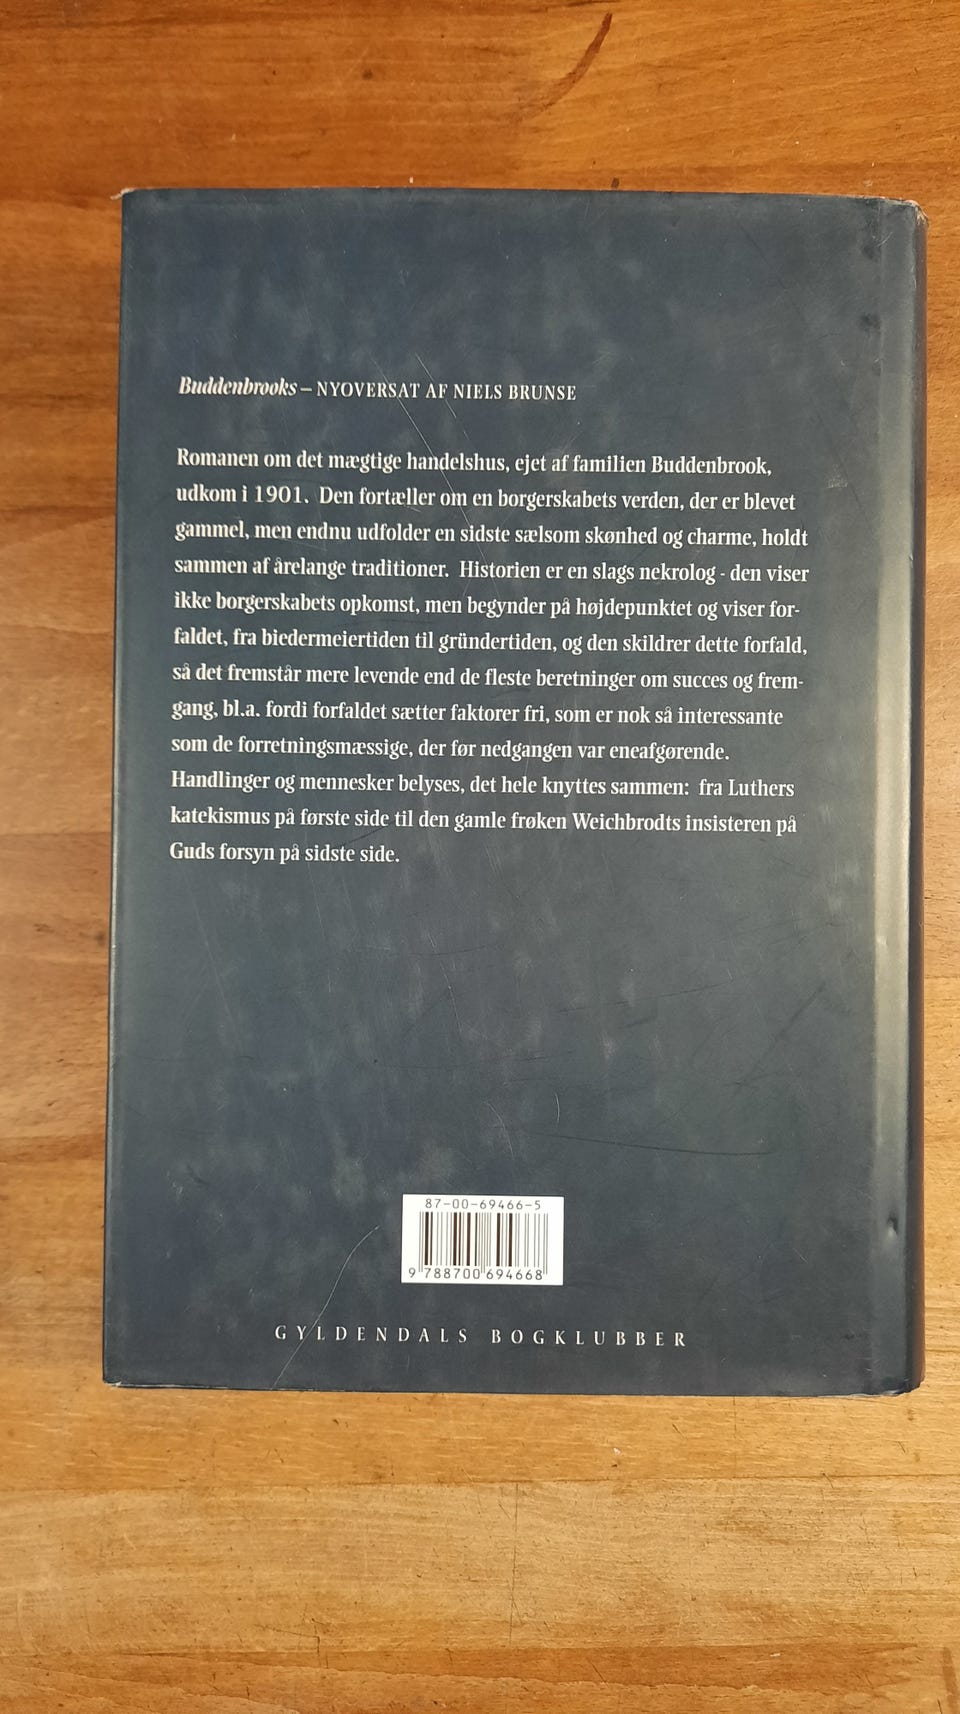 Buddenbrooks – NYOVERSAT AF NIELS BRUNSE
Romanen om det mægtige handelshus, ejet af familien Buddenbrook,
udkom i 1901. Den fortæller om en borgerskabets verden, der er blevet
gammel, men endnu udfolder en sidste sælsom skønhed og charme, holdt
sammen af årelange traditioner. Historien er en slags nekrolog - den viser
ikke borgerskabets opkomst, men begynder på højdepunktet og viser for-
faldet, fra biedermeiertiden til gründertiden, og den skildrer dette forfald,
så det fremstår mere levende end de fleste beretninger om succes og frem-
gang, bl.a. fordi forfaldet sætter faktorer fri, som er nok så interessante
som de forretningsmæssige, der før nedgangen var eneafgørende.
Handlinger og mennesker belyses, det hele knyttes sammen: fra Luthers
katekismus på første side til den gamle frøken Weichbrodts insisteren på
Guds forsyn på sidste side.
87-00-69466-5
9 788700 694668
GYLDENDALS BOGKLUBBER